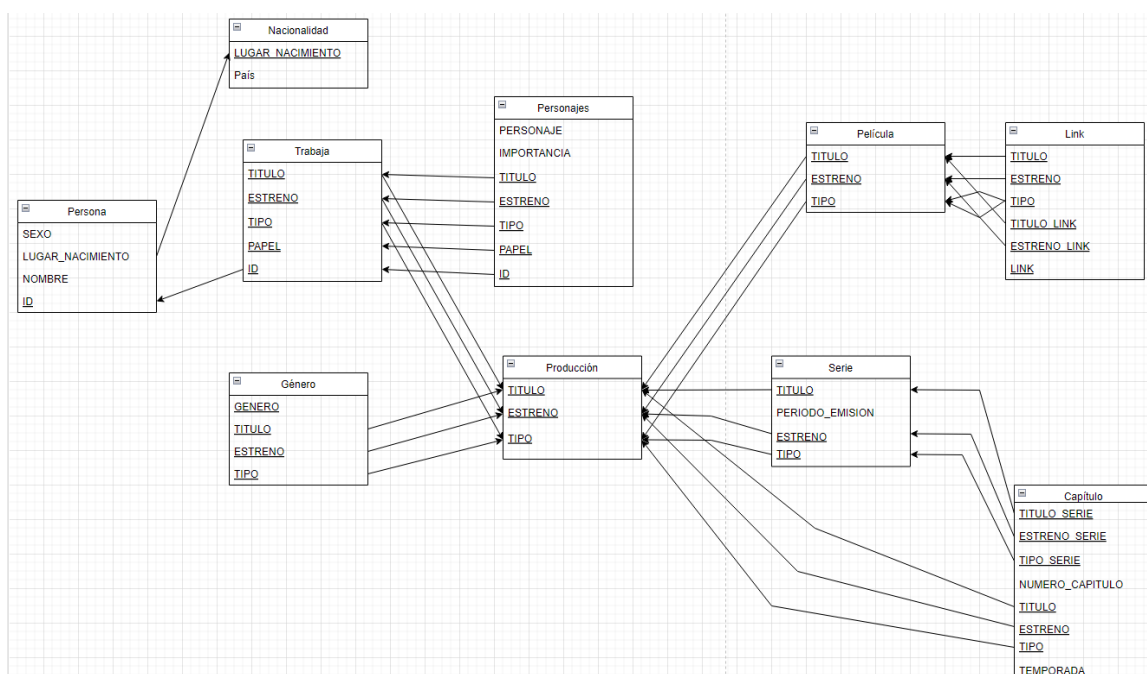 Nacionalidad
LUGAR_NACIMIENTO
País
Personajes
PERSONAJE
IMPORTANCIA
TITULO
ESTRENO
TIPO
PAPEL
ID
Trabaja
TITULO
ESTRENO
TIPO
PAPEL
ID
Persona
SEXO
LUGAR_NACIMIENTO
NOMBRE
ID
Película
TITULO
ESTRENO
TIPO
Link
TITULO
ESTRENO
TIPO
TITULO_LINK
ESTRENO_LINK
LINK
Género
GENERO
TITULO
ESTRENO
TIPO
Producción
TITULO
ESTRENO
TIPO
Serie
TITULO
PERIODO_EMISION
ESTRENO
TIPO
Capítulo
TITULO_SERIE
ESTRENO_SERIE
TIPO_SERIE
NUMERO_CAPITULO
TITULO
ESTRENO
TIPO
TEMPORADA